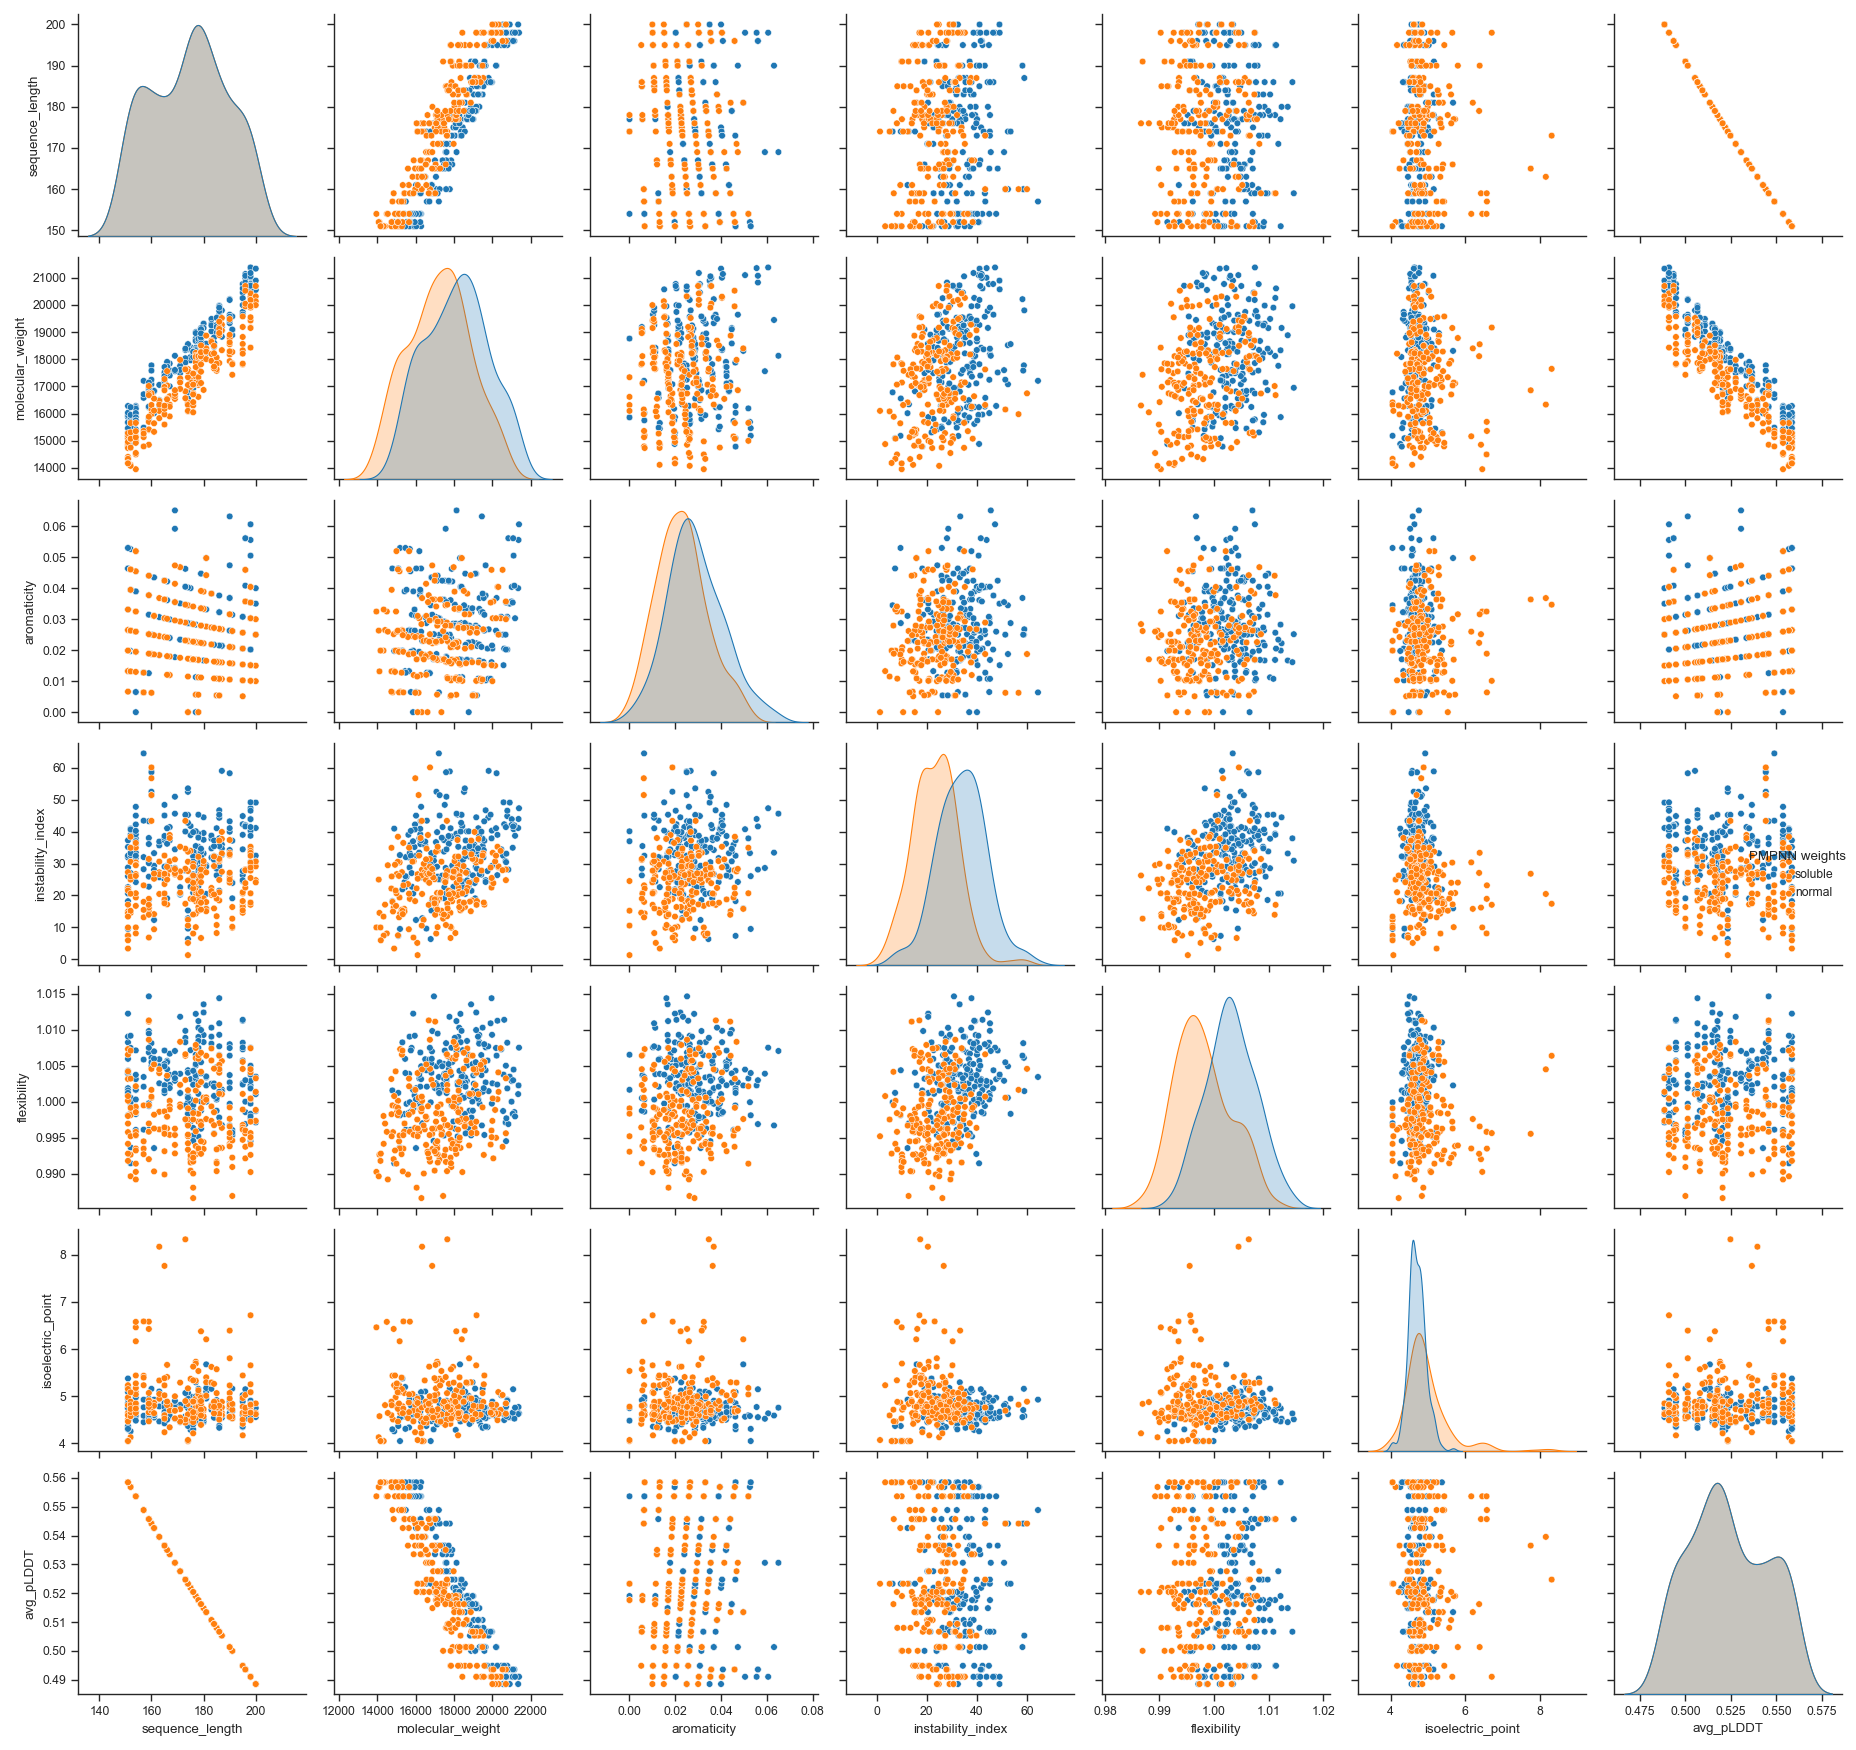 200
190
180
170
160
150
sequence_length
21000
20000
19000
18000
17000
16000
15000
14000
molecular_weight
0.06
0.05
0.04
0.03
0.02
0.01
0.00
aromaticity
60
50
40
30
20
10
0
instability_index
PMPNN weights
soluble
normal
1.015
1.010
1.005
1.000
0.995
0.990
flexibility
8
7
6
5
4
isoelectric_point
0.56
0.55
0.54
0.53
0.52
0.51
0.50
0.49
avg_pLDDT
140 160 180 200
12000 14000 16000 18000 20000 22000
0.00 0.02 0.04 0.06 0.08
0 20 40 60
0.98 0.99 1.00 1.01 1.02
4 6 8
0.475 0.500 0.525 0.550 0.575
sequence_length
molecular_weight
aromaticity
instability_index
flexibility
isoelectric_point
avg_pLDDT